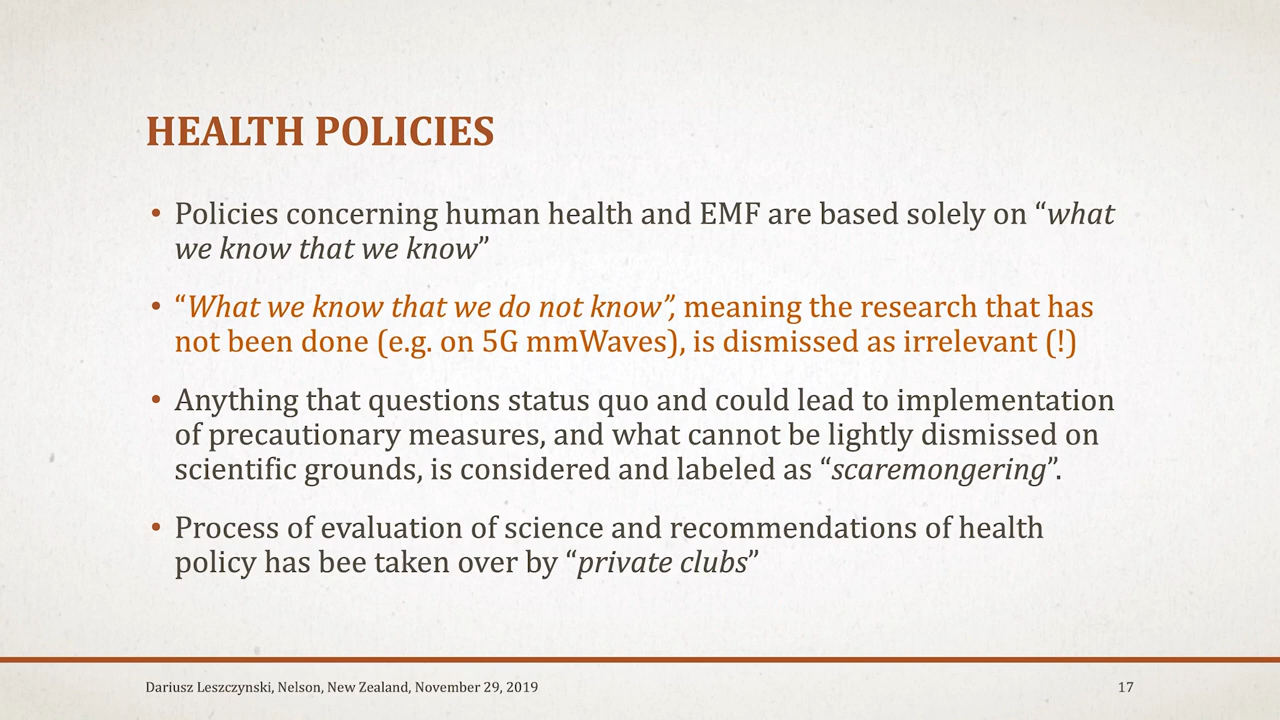 HEALTH POLICIES
• Policies concerning human health and EMF are based solely on “what
we know that we know”
• “What we know that we do not know”, meaning the research that has
not been done (e.g. on 5G mmWaves), is dismissed as irrelevant (!)
• Anything that questions status quo and could lead to implementation
of precautionary measures, and what cannot be lightly dismissed on
scientific grounds, is considered and labeled as “scaremongering”.
• Process of evaluation of science and recommendations of health
policy has bee taken over by “private clubs”
Dariusz Leszczynski, Nelson, New Zealand, November 29, 2019
17